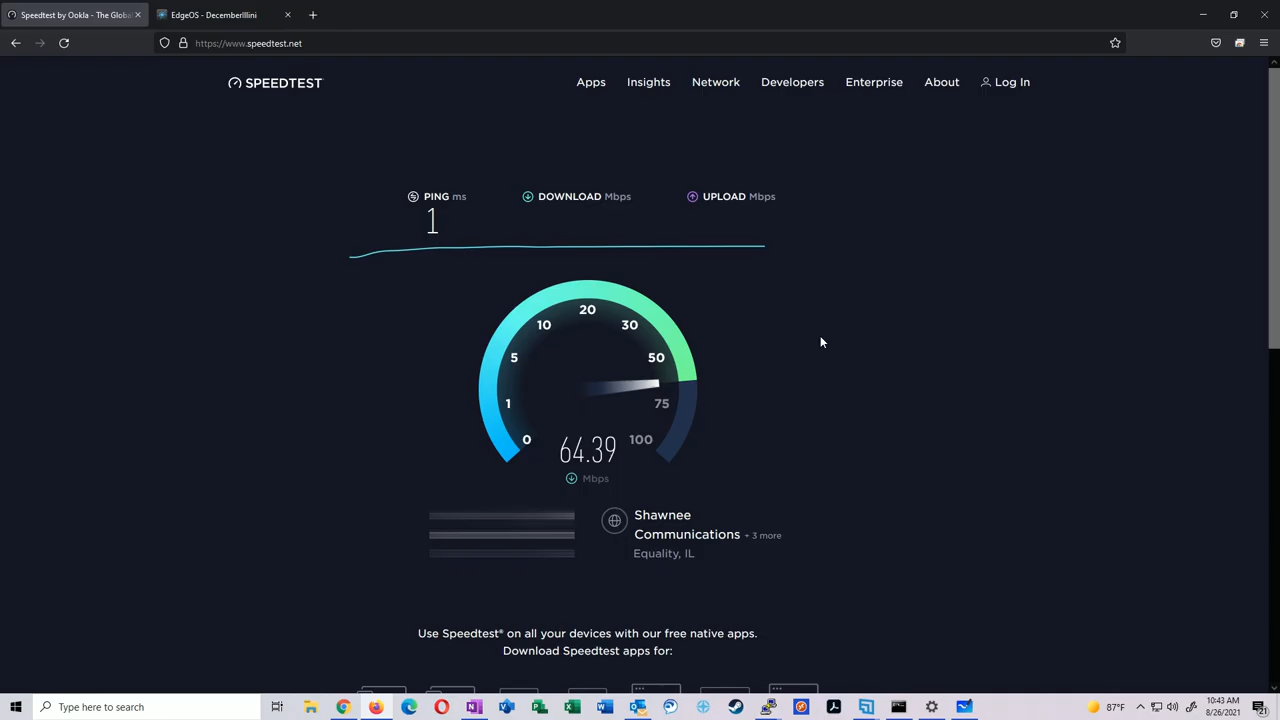 Speedtest by Ookla - The Globa
EdgeOS - DecemberIllini
https://www.speedtest.net
SPEEDTEST
Apps Insights Network Developers Enterprise About Log In
PING ms DOWNLOAD Mbps UPLOAD Mbps
1
20
10 30
5 50
1 75
0 100
64.39
Mbps
Shawnee
Communications + 3 more
Equality, IL
Use Speedtest® on all your devices with our free native apps.
Download Speedtest apps for:
Type here to search
87°F
10:43 AM
8/26/2021
21